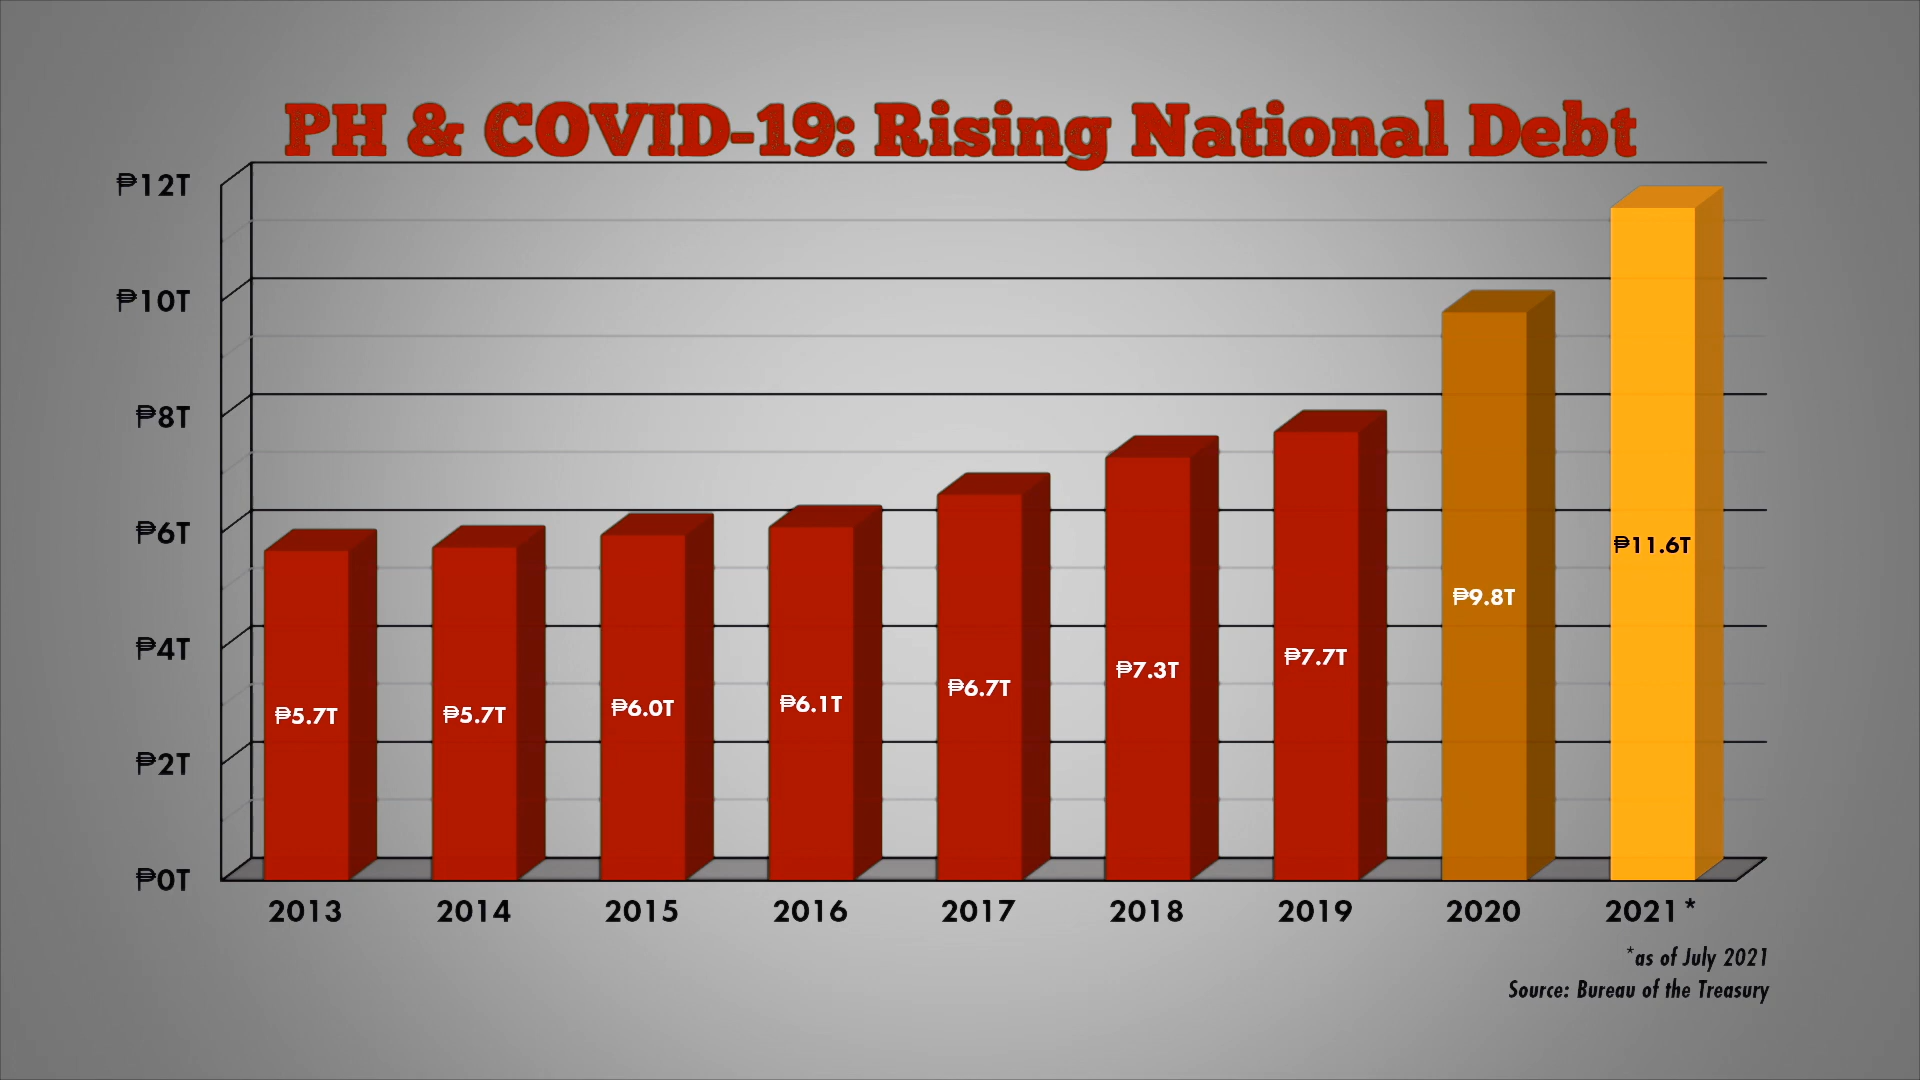 PH & COVID-19: Rising National Debt
₱12T
₱10T
₱8T
₱6T
₱4T
₱2T
₱0T
₱5.7T
₱5.7T
₱6.0T
₱6.1T
₱6.7T
₱7.3T
₱7.7T
₱9.8T
₱11.6T
2013 2014 2015 2016 2017 2018 2019 2020 2021*
*as of July 2021
Source: Bureau of the Treasury